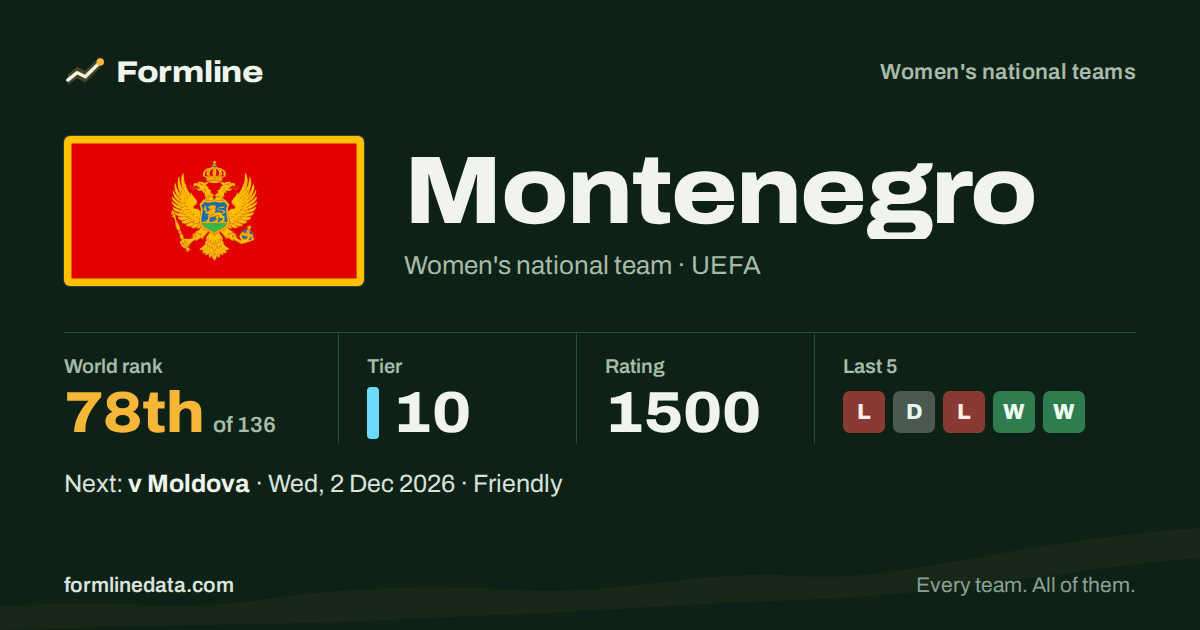 Formline
Women's national teams
Montenegro
Women's national team · UEFA
World rank
78th of 136
Tier
10
Rating
1500
Last 5
L D L W W
Next: v Moldova · Wed, 2 Dec 2026 · Friendly
formlinedata.com
Every team. All of them.